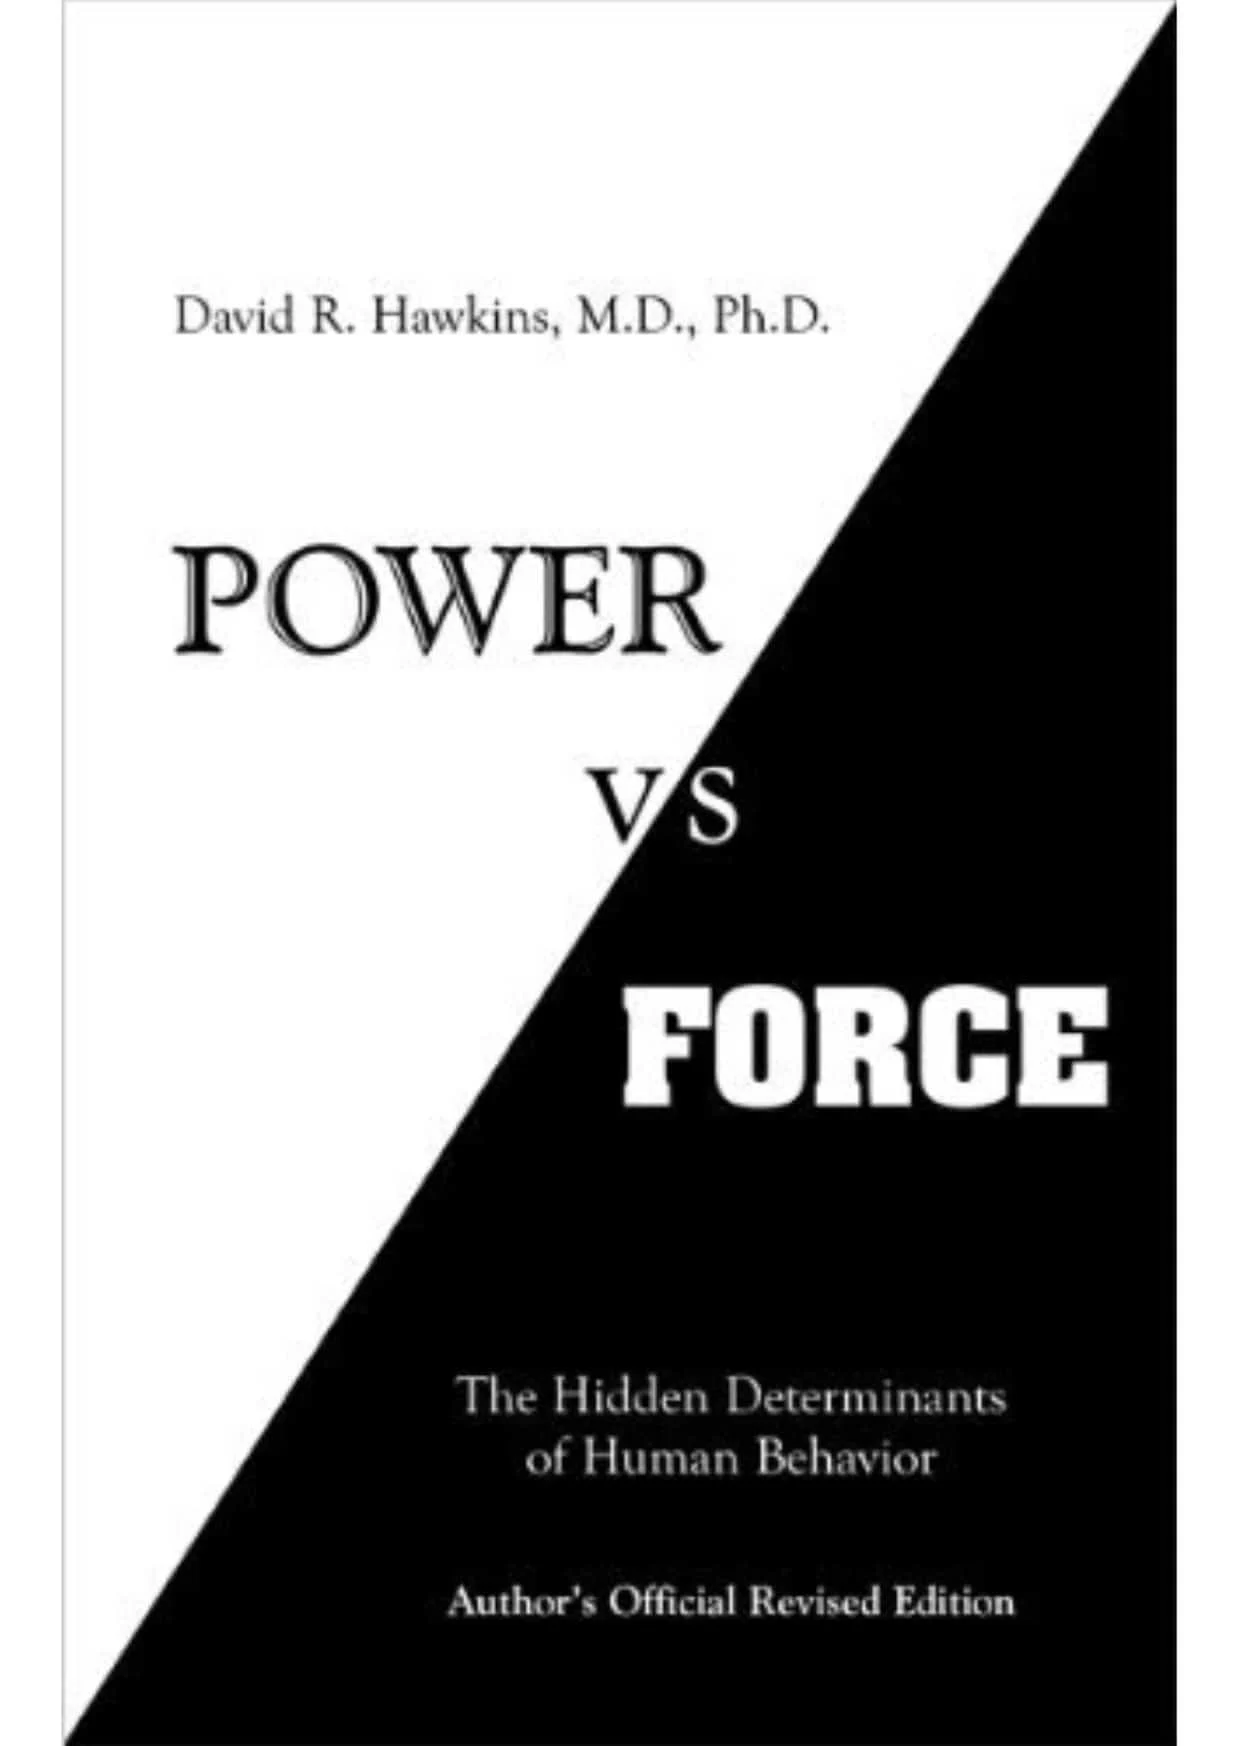 David R. Hawkins, M.D., Ph.D.
POWER
VS
FORCE
The Hidden Determinants
of Human Behavior
Author's Official Revised Edition